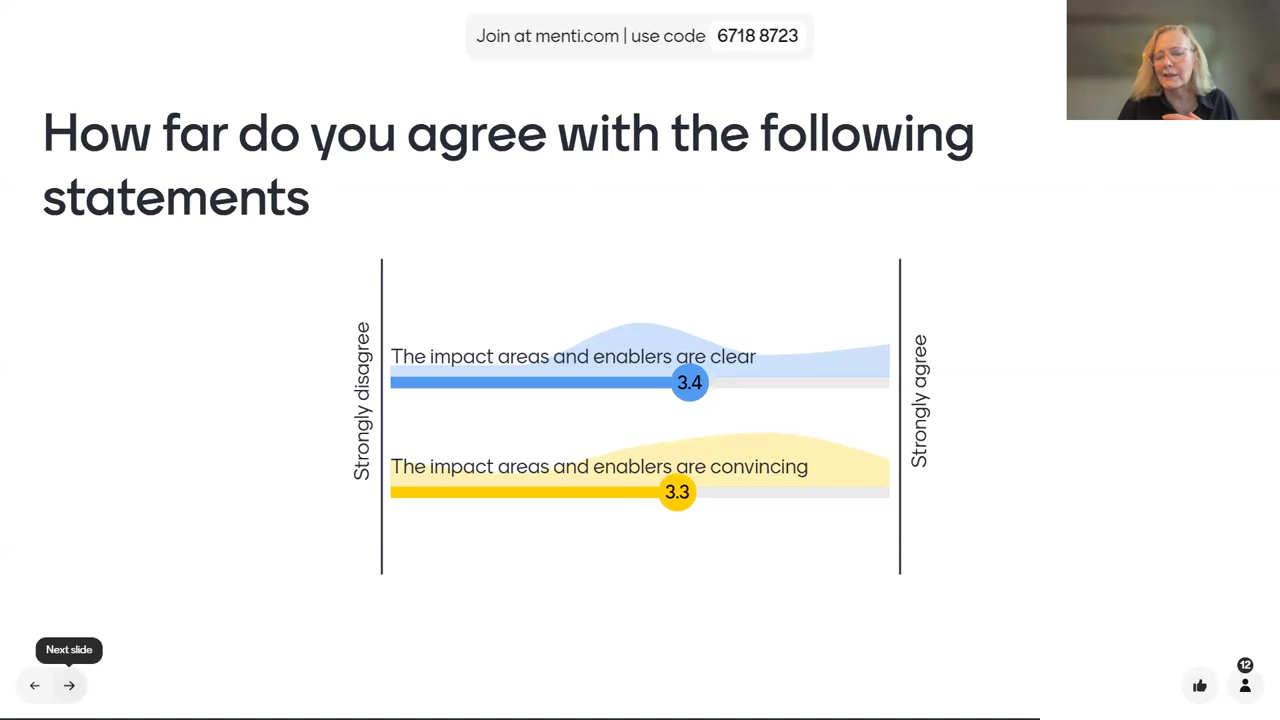 Join at menti.com | use code 6718 8723
How far do you agree with the following
statements
Strongly disagree
The impact areas and enablers are clear
3.4
The impact areas and enablers are convincing
3.3
Strongly agree
Next slide
12